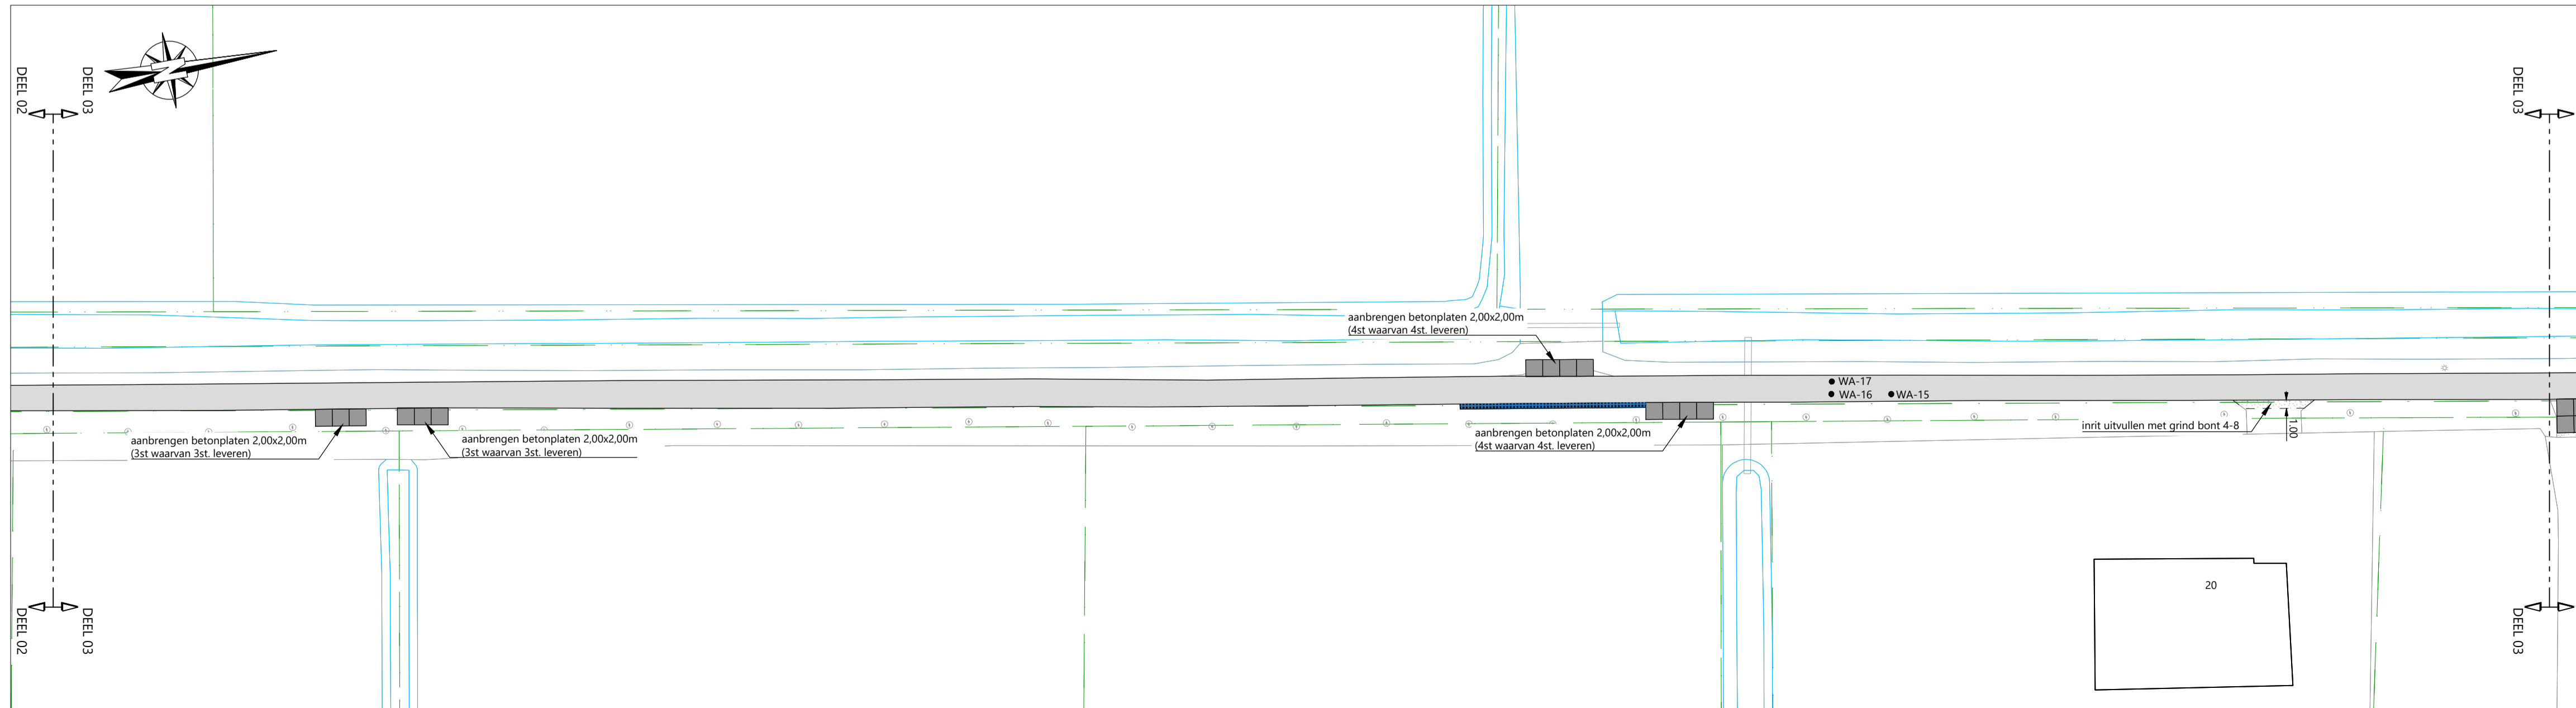 DEEL 02
DEEL 03
DEEL 03
Z
aanbrengen betonplaten 2,00x2,00m
(4st waarvan 4st. leveren)
WA-17
WA-16
WA-15
aanbrengen betonplaten 2,00x2,00m
(3st waarvan 3st. leveren)
aanbrengen betonplaten 2,00x2,00m
(3st waarvan 3st. leveren)
aanbrengen betonplaten 2,00x2,00m
(4st waarvan 4st. leveren)
inrit uitvullen met grind bont 4-8
1.00
20
DEEL 02
DEEL 03
DEEL 03